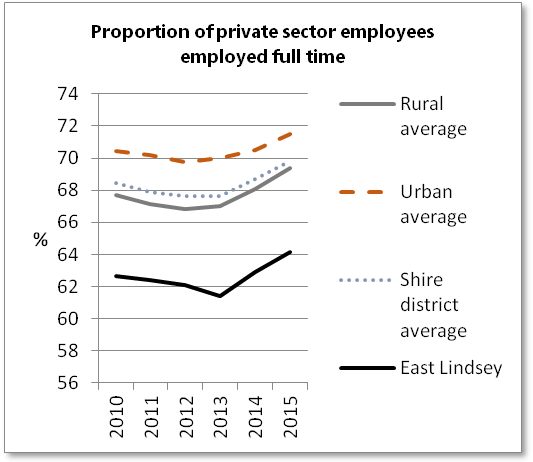 Proportion of private sector employees
employed full time
74
72
70
68
66
64
62
60
58
56
%
2010
2011
2012
2013
2014
2015
Rural
average
Urban
average
Shire
district
average
East Lindsey